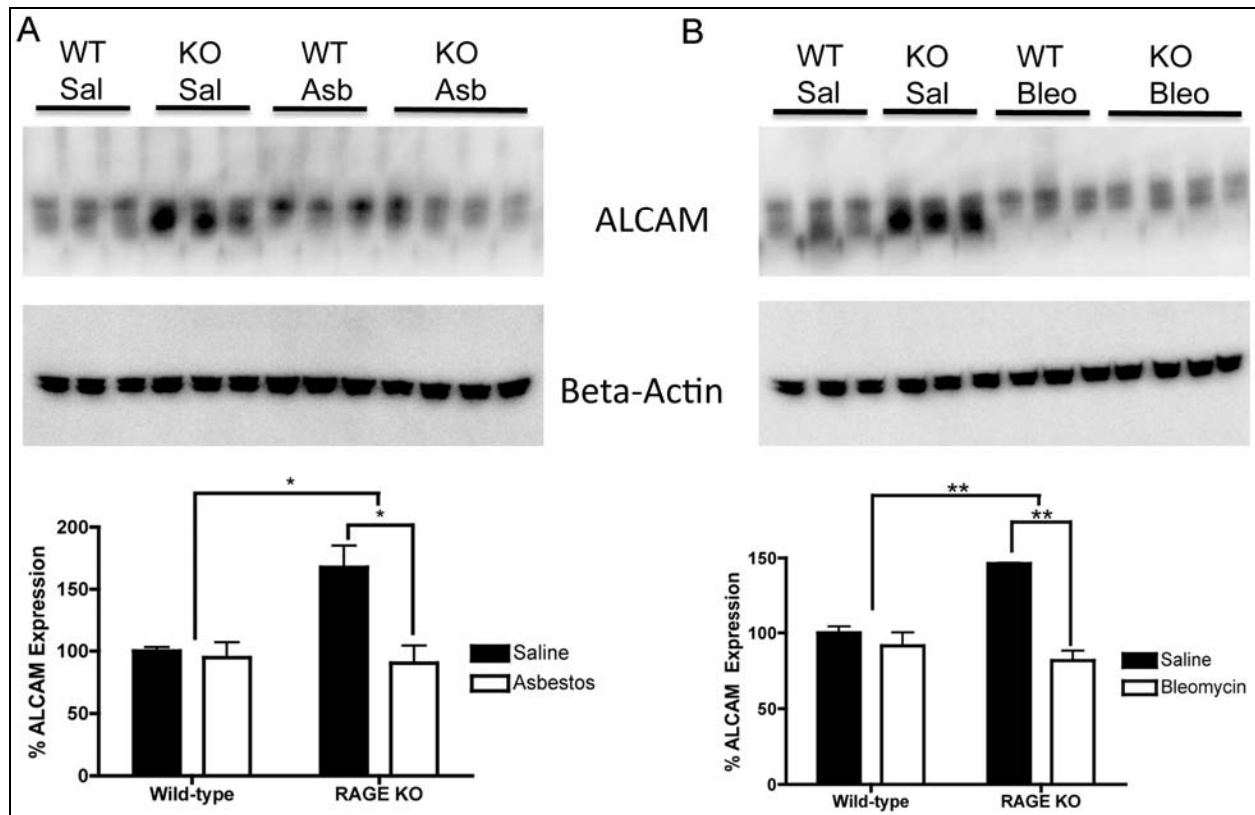 A
WT KO WT KO
Sal Sal Asb Asb
B
WT KO WT KO
Sal Sal Bleo Bleo
ALCAM
Beta-Actin
*
*
200
150
100
50
0
% ALCAM Expression
Wild-type RAGE KO
Saline
Asbestos
**
**
150
100
50
0
% ALCAM Expression
Wild-type RAGE KO
Saline
Bleomycin